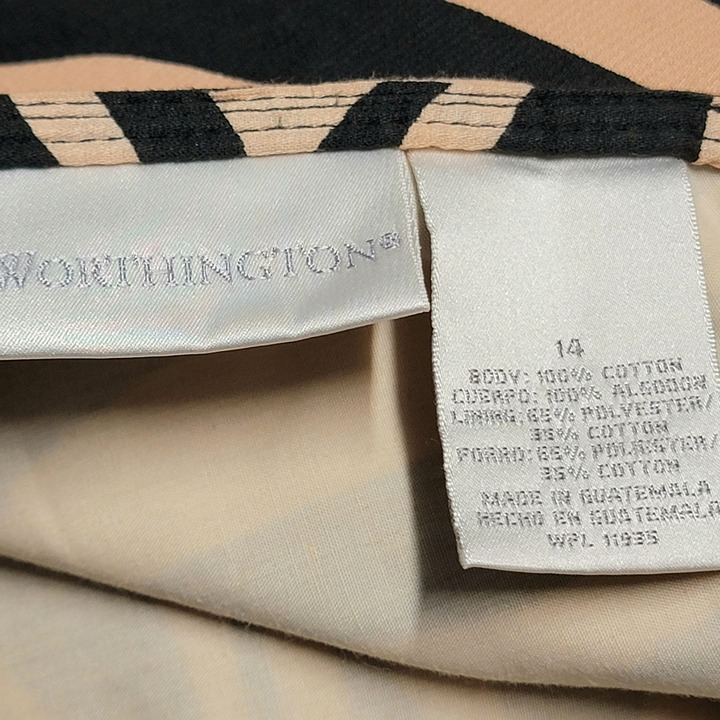 WORTHINGTON®
14
BODY: 100% COTTON
CUERPO: 100% ALGODON
LINING: 65% POLYESTER/
35% COTTON
FORRO: 65% POLIESTER/
35% COTTON
MADE IN GUATEMALA
HECHO EN GUATEMALA
WPL 11935